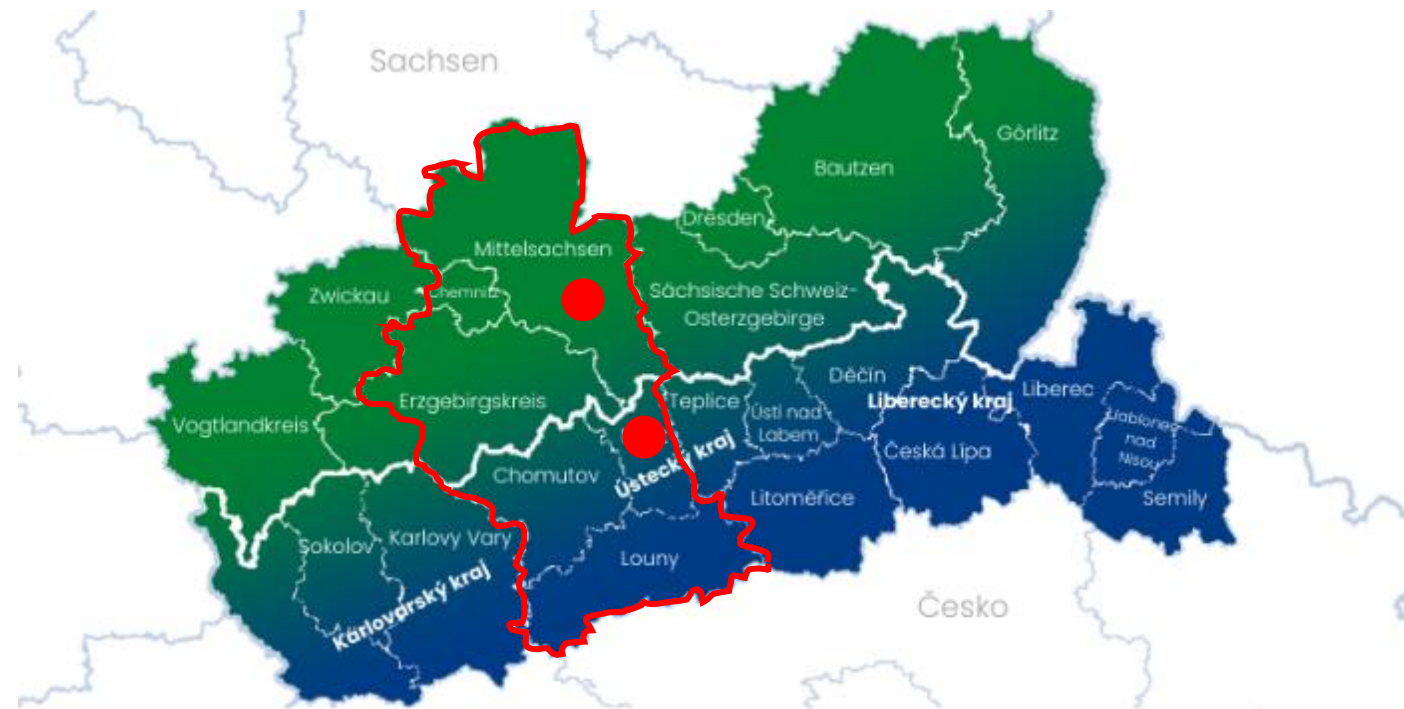 Sachsen
Görlitz
Bautzen
Dresden
Mittelsachsen
Zwickau
Chemnitz
Sächsische Schweiz-
Osterzgebirge
Děčín
Liberec
Erzgebirgskreis
Teplice
Liberecký kraj
Ústí nad
Labem
Jablonec
nad
Nisou
Vogtlandkreis
Ústecký kraj
Česká Lípa
Chomutov
Litoměřice
Semily
Sokolov
Karlovy Vary
Louny
Karlovarský kraj
Česko